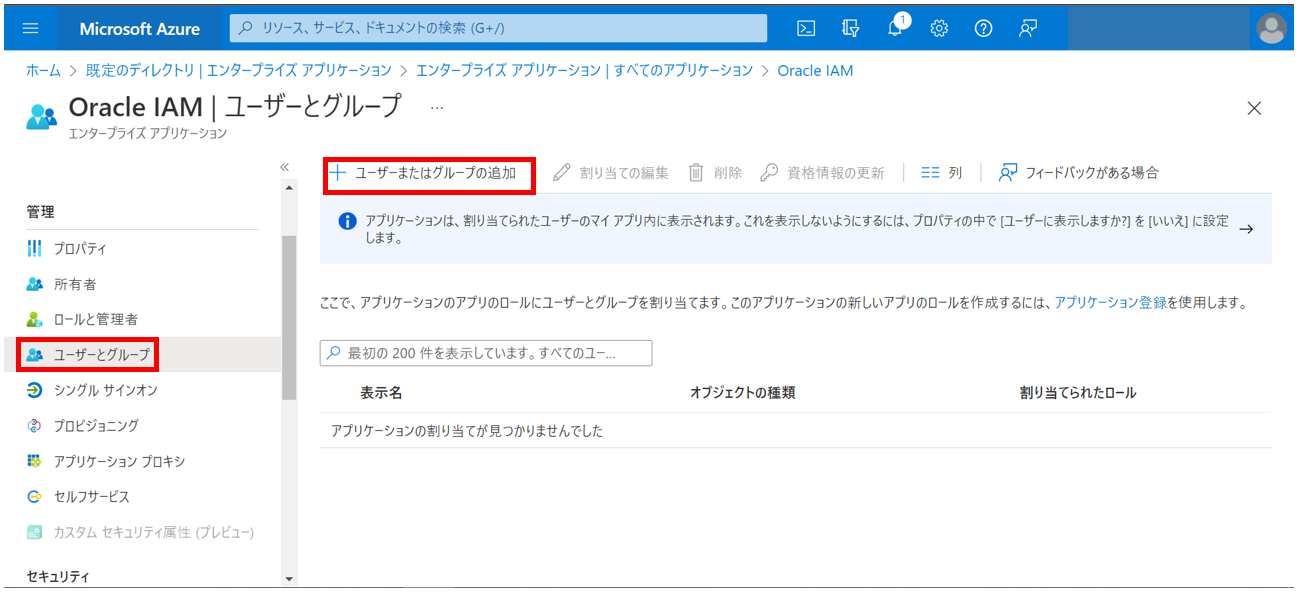 Microsoft Azure
リソース、サービス、ドキュメントの検索 (G+/)
1
ホーム > 既定のディレクトリ | エンタープライズ アプリケーション > エンタープライズ アプリケーション | すべてのアプリケーション > Oracle IAM
Oracle IAM | ユーザーとグループ ...
エンタープライズ アプリケーション
管理
プロパティ
所有者
ロールと管理者
ユーザーとグループ
シングル サインオン
プロビジョニング
アプリケーション プロキシ
セルフサービス
カスタム セキュリティ属性 (プレビュー)
セキュリティ
ユーザーまたはグループの追加 割り当ての編集 削除 資格情報の更新 列 フィードバックがある場合
アプリケーションは、割り当てられたユーザーのマイ アプリ内に表示されます。これを表示しないようにするには、プロパティの中で [ユーザーに表示しますか?] を [いいえ] に設定
します。
ここで、アプリケーションのアプリのロールにユーザーとグループを割り当てます。このアプリケーションの新しいアプリのロールを作成するには、アプリケーション登録を使用します。
最初の 200 件を表示しています。すべてのユー...
表示名 オブジェクトの種類 割り当てられたロール
アプリケーションの割り当てが見つかりませんでした